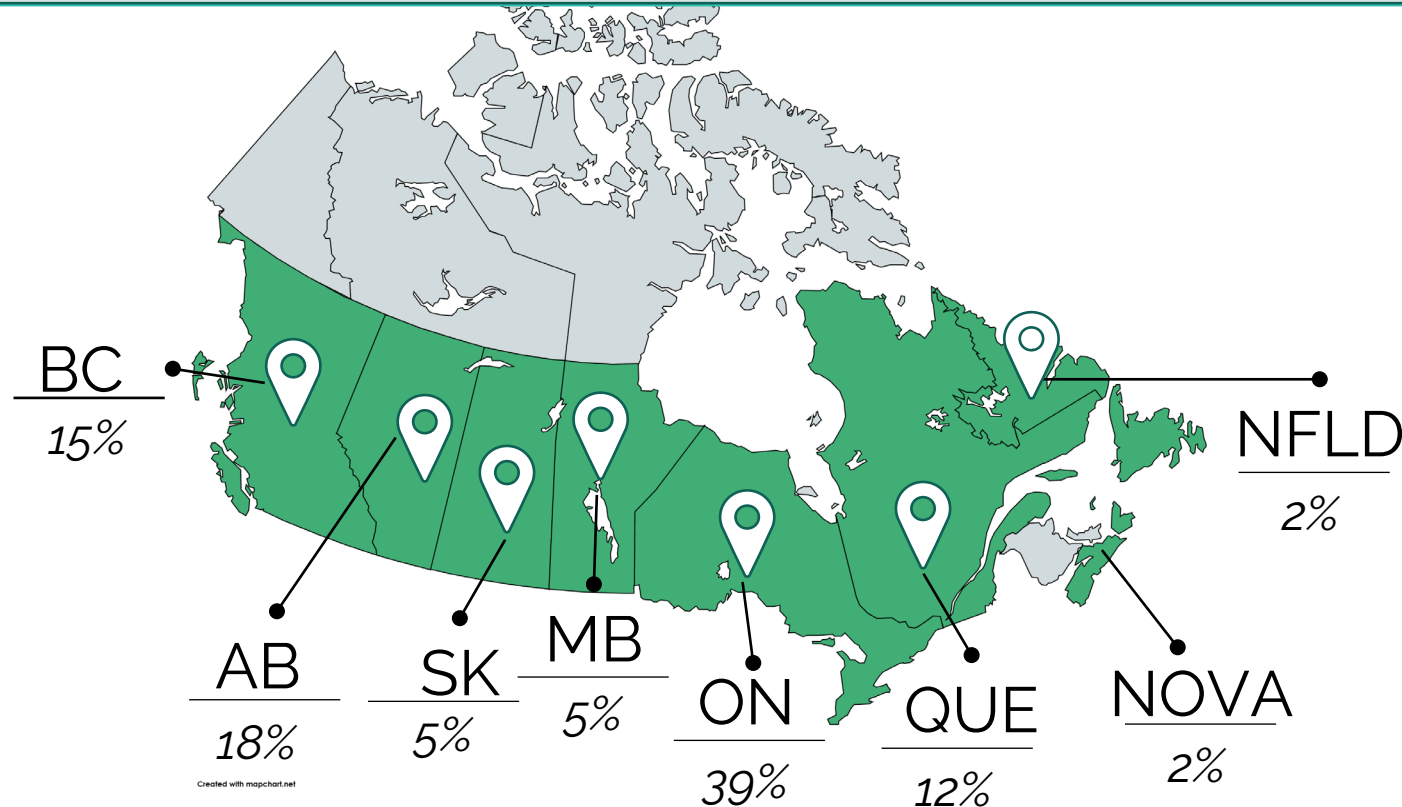 BC
15%
NFLD
2%
AB
18%
SK
5%
MB
5%
ON
39%
QUE
12%
NOVA
2%
Created with mapchart.net